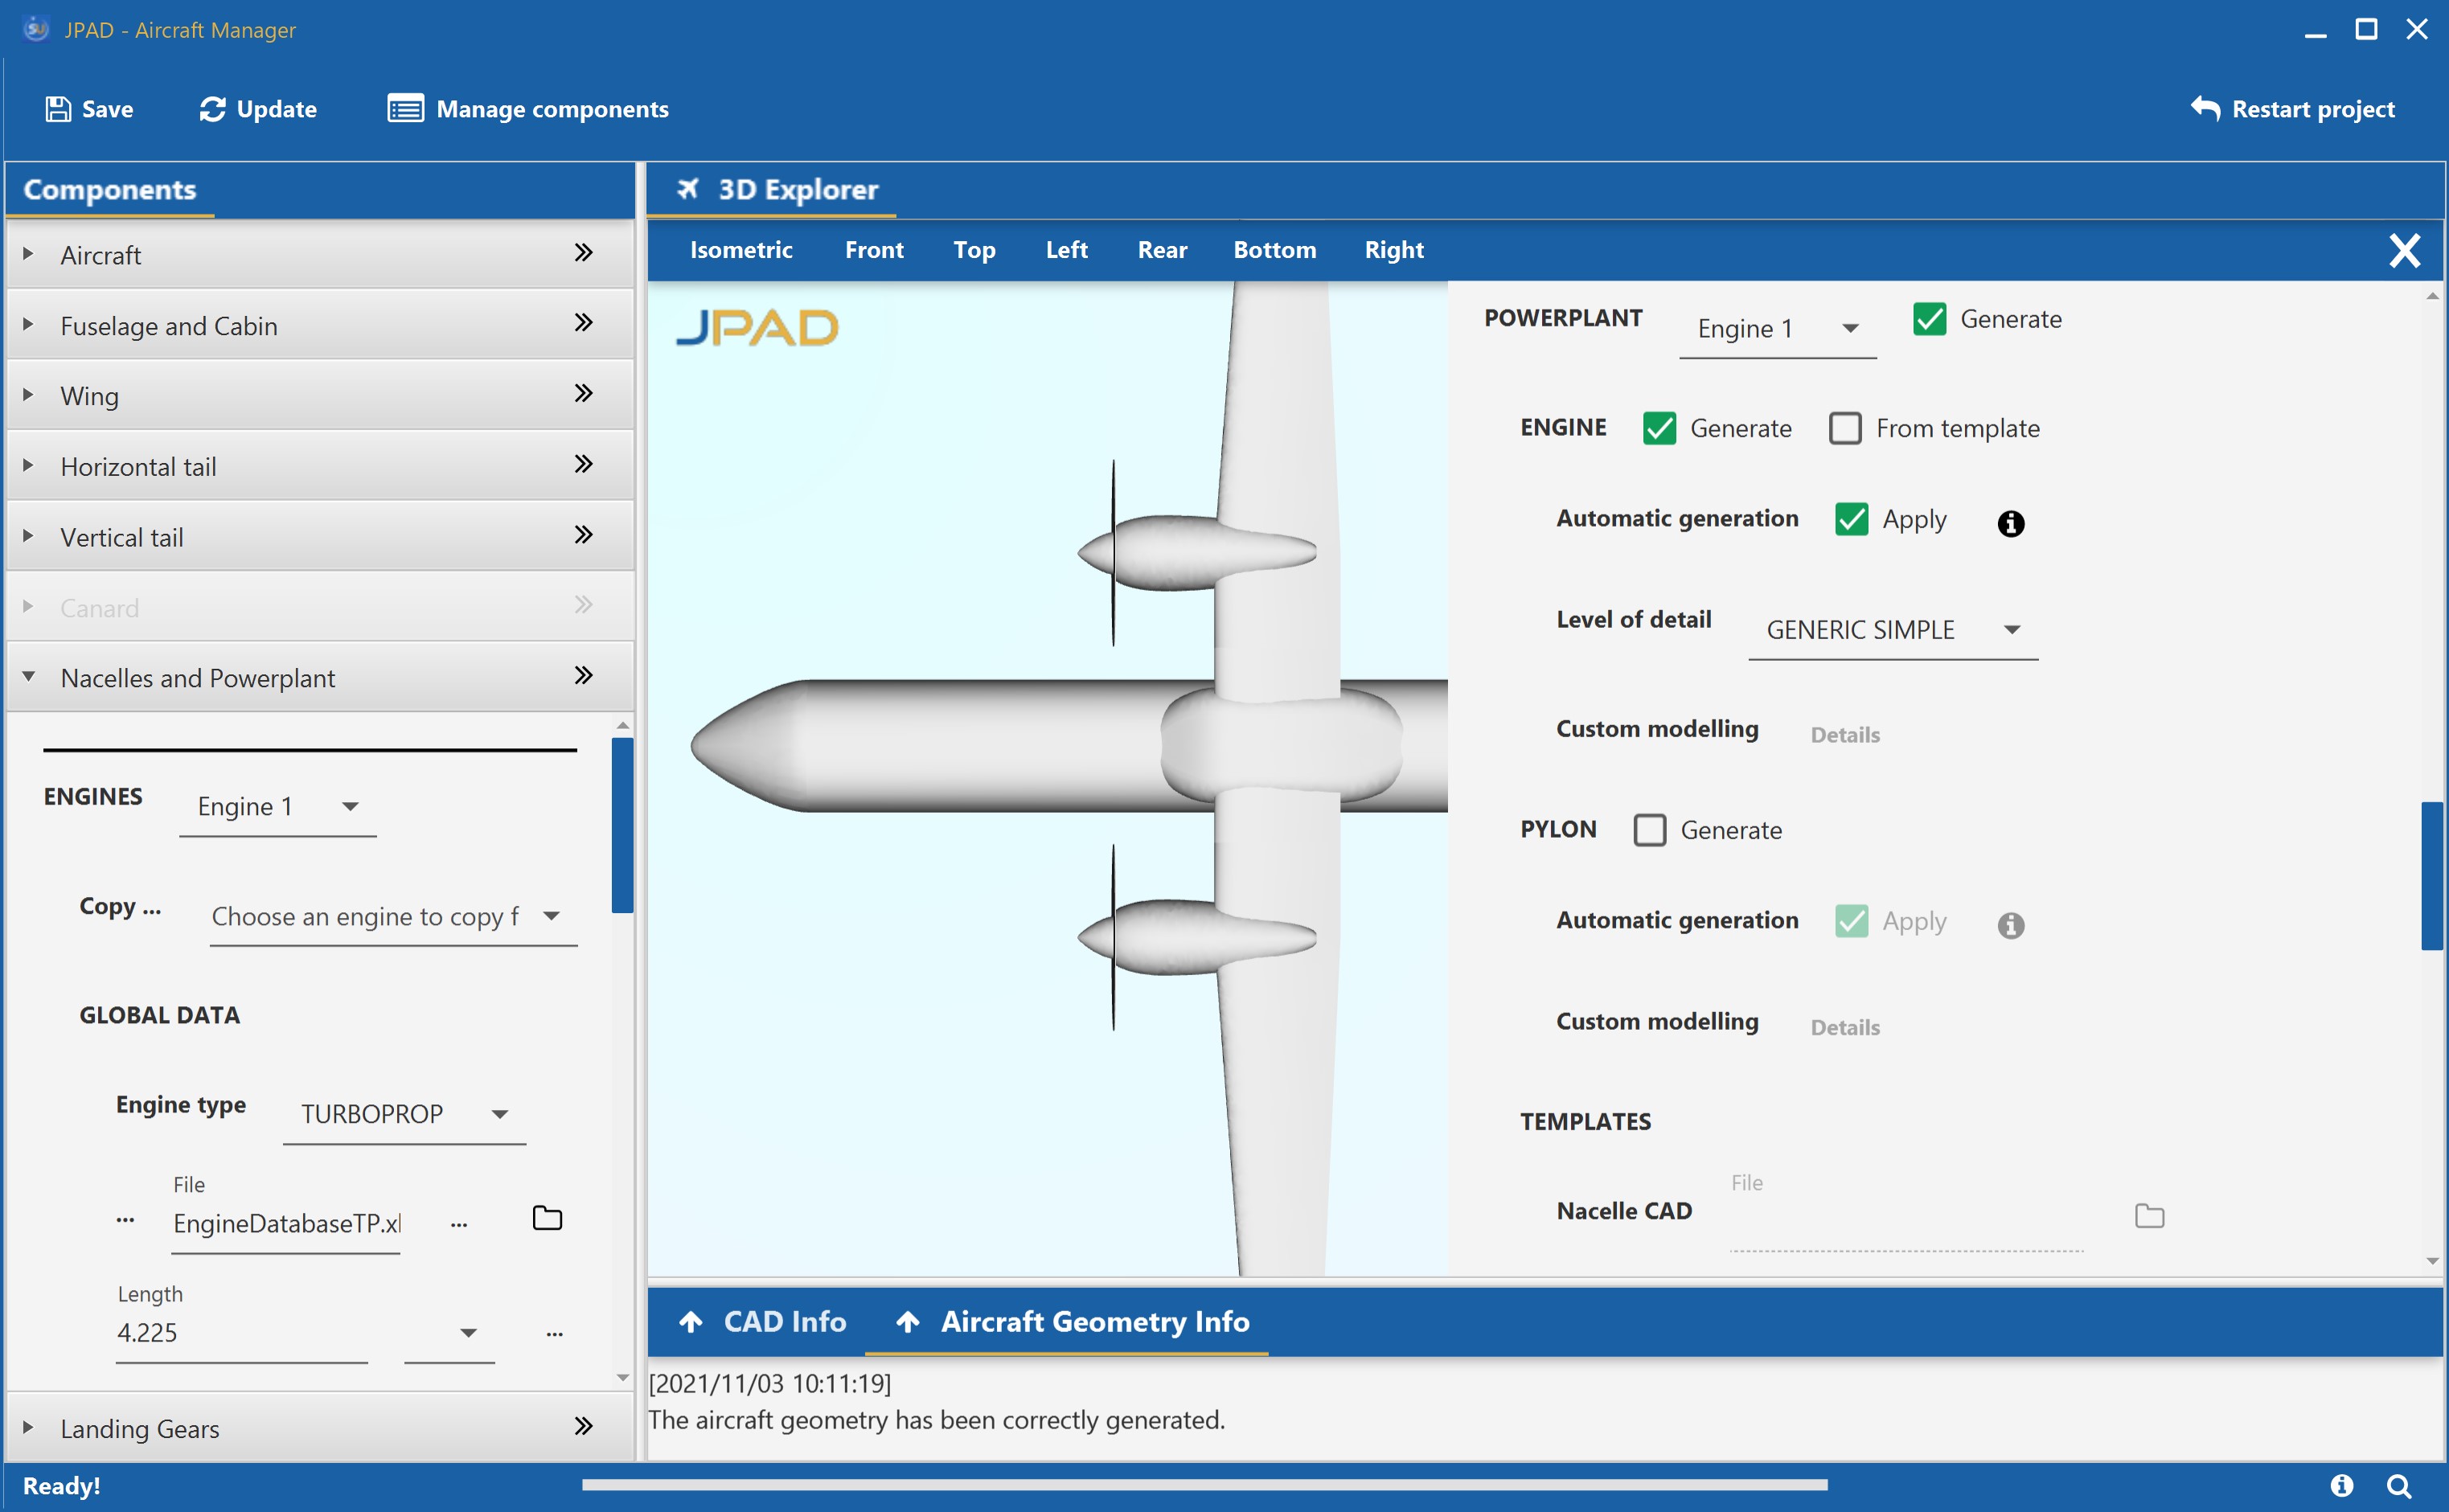 JPAD - Aircraft Manager
Save
Update
Manage components
Restart project
Components
3D Explorer
Aircraft
Fuselage and Cabin
Wing
Horizontal tail
Vertical tail
Canard
Nacelles and Powerplant
ENGINES
Engine 1
Copy ...
Choose an engine to copy f
GLOBAL DATA
Engine type
TURBOPROP
File
...
EngineDatabaseTP.xl
...
Length
4.225
...
Landing Gears
Isometric
Front
Top
Left
Rear
Bottom
Right
JPAD
POWERPLANT
Engine 1
Generate
ENGINE
Generate
From template
Automatic generation
Apply
Level of detail
GENERIC SIMPLE
Custom modelling
Details
PYLON
Generate
Automatic generation
Apply
Custom modelling
Details
TEMPLATES
File
Nacelle CAD
CAD Info
Aircraft Geometry Info
[2021/11/03 10:11:19]
The aircraft geometry has been correctly generated.
Ready!